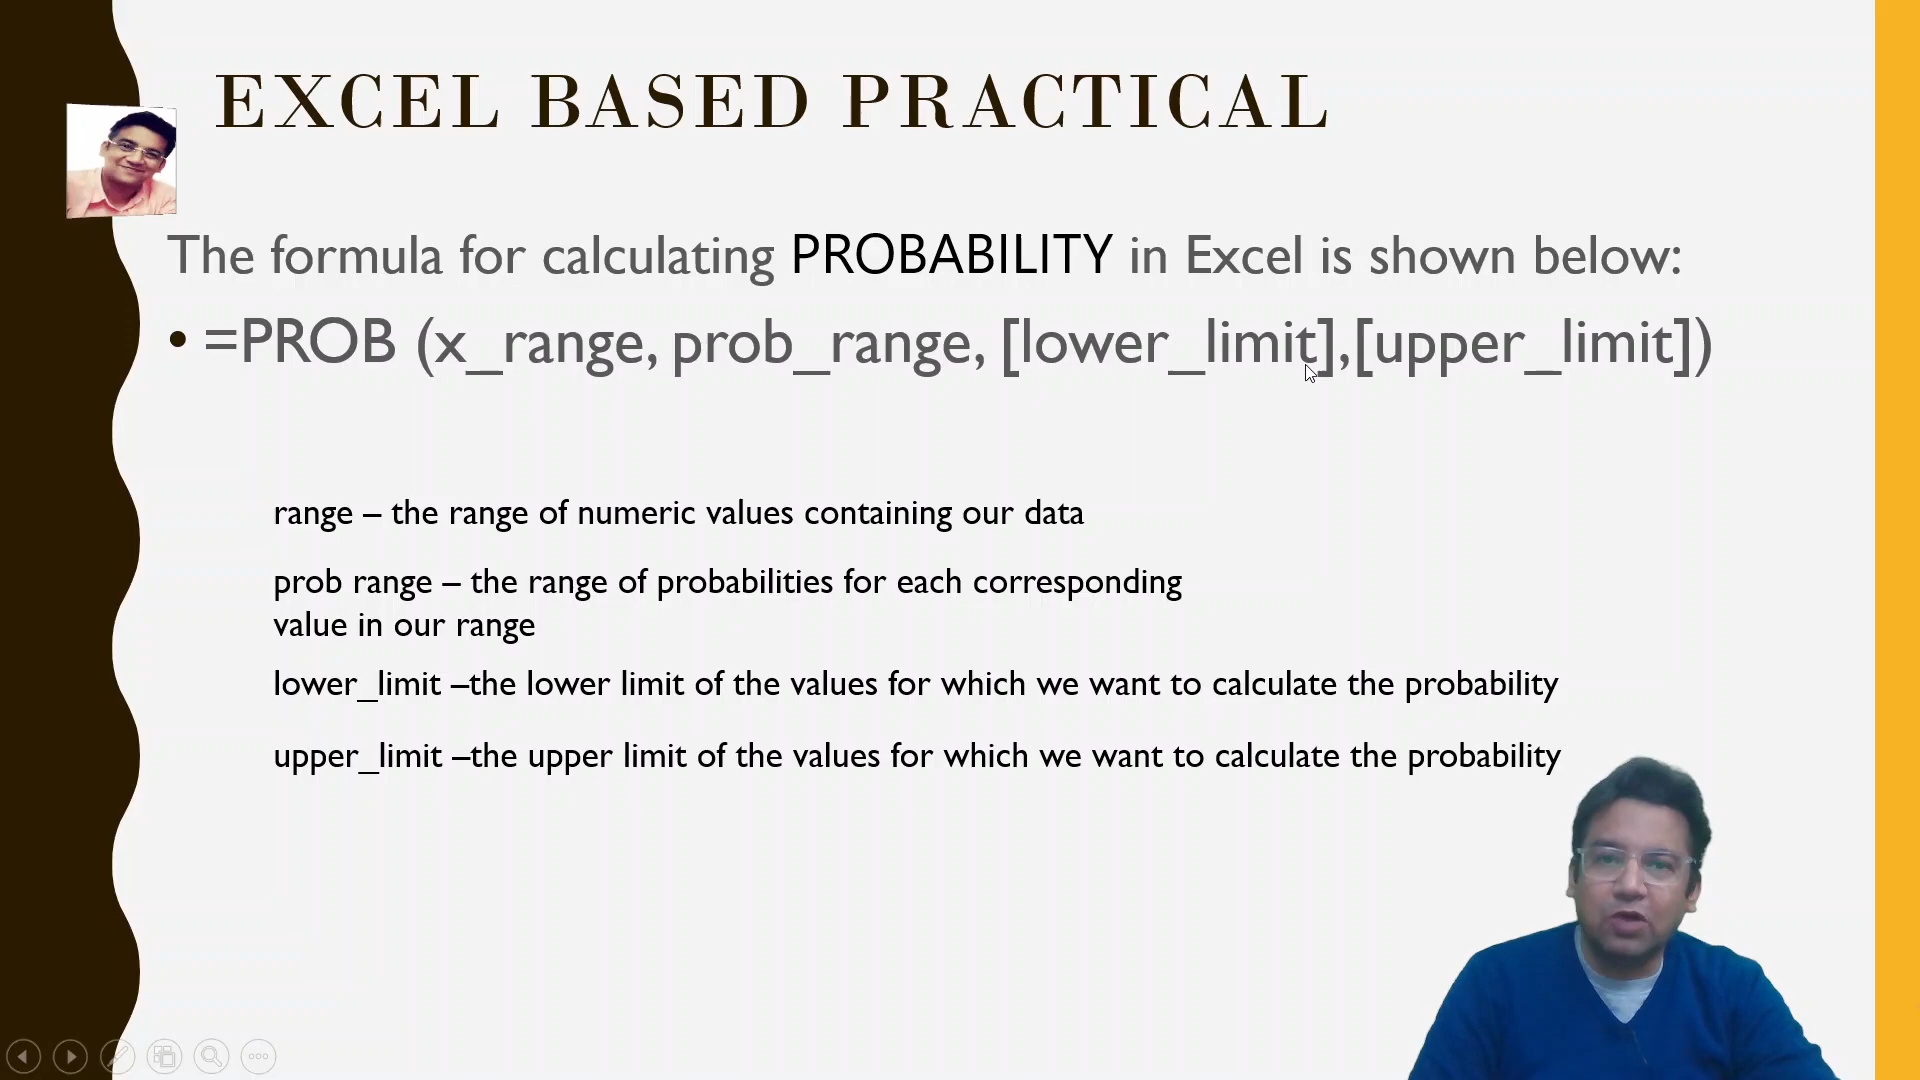 EXCEL BASED PRACTICAL
The formula for calculating PROBABILITY in Excel is shown below:
• =PROB (x_range, prob_range, [lower_limit],[upper_limit])
range – the range of numeric values containing our data
prob range – the range of probabilities for each corresponding
value in our range
lower_limit –the lower limit of the values for which we want to calculate the probability
upper_limit –the upper limit of the values for which we want to calculate the probability